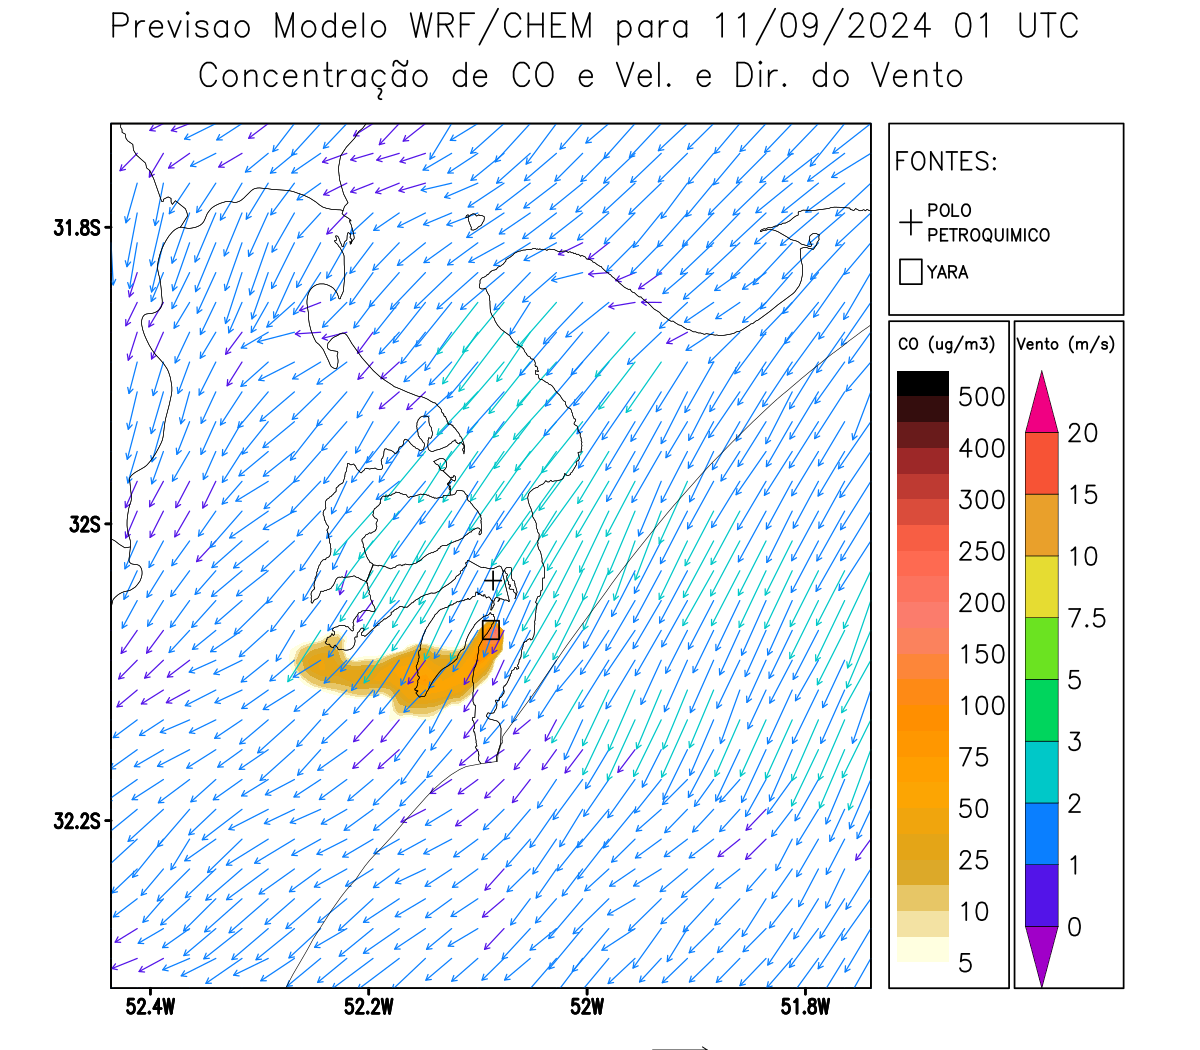 Previsao Modelo WRF/CHEM para 11/09/2024 01 UTC
Concentração de CO e Vel. e Dir. do Vento
FONTES:
POLO
PETROQUIMICO
YARA
31.8S
32S
32.2S
52.4W
52.2W
52W
51.8W
CO (ug/m3)
500
400
300
250
200
150
100
75
50
25
10
5
Vento (m/s)
20
15
10
7.5
5
3
2
1
0